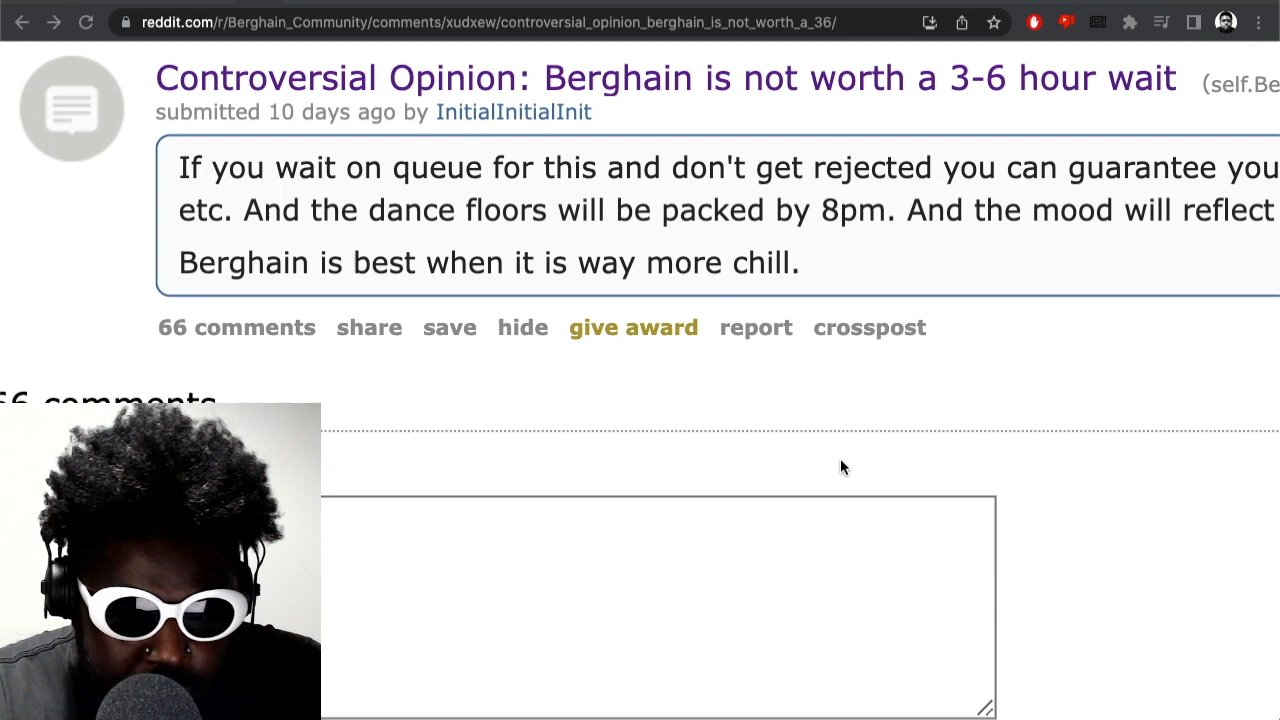 reddit.com/r/Berghain_Community/comments/xudxew/controversial_opinion_berghain_is_not_worth_a_36/
Controversial Opinion: Berghain is not worth a 3-6 hour wait (self.Be
submitted 10 days ago by InitialInitialInit
If you wait on queue for this and don't get rejected you can guarantee you
etc. And the dance floors will be packed by 8pm. And the mood will reflect
Berghain is best when it is way more chill.
66 comments share save hide give award report crosspost
66 comments